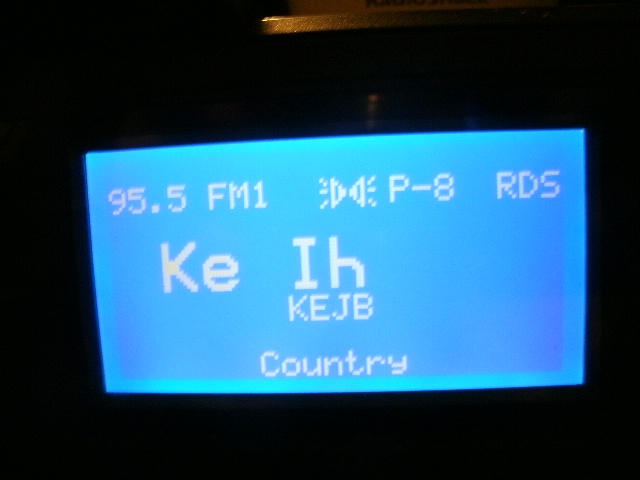 95.5 FM1 P-8 RDS
Ke Ih
KEJB
Country